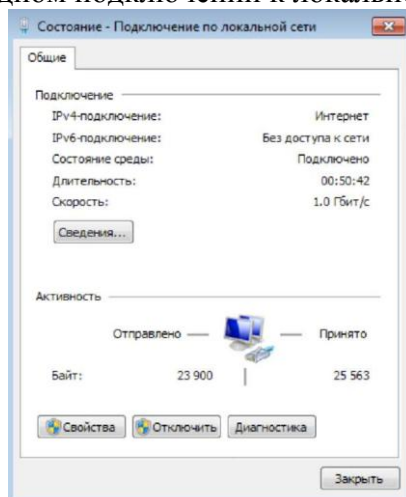 подключении к локальн
Состояние - Подключение по локальной сети
Общие
Подключение
IPv4-подключение: Интернет
IPv6-подключение: Без доступа к сети
Состояние среды: Подключено
Длительность: 00:50:42
Скорость: 1.0 Гбит/с
Сведения...
Активность
Отправлено — — Принято
Байт: 23 900 25 563
Свойства Отключить Диагностика
Закрыть